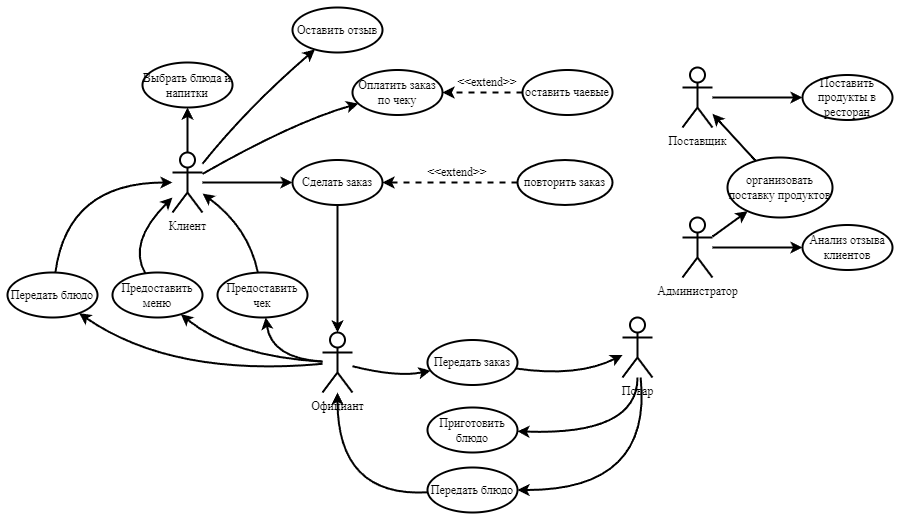 Оставить отзыв
Выбрать блюда и
напитки
Оплатить заказ
по чеку
<<extend>>
оставить чаевые
Поставить
продукты в
ресторан
Поставщик
Сделать заказ
<<extend>>
повторить заказ
организовать
поставку продуктов
Клиент
Анализ отзыва
клиентов
Администратор
Передать блюдо
Предоставить
меню
Предоставить
чек
Передать заказ
Повар
Официант
Приготовить
блюдо
Передать блюдо